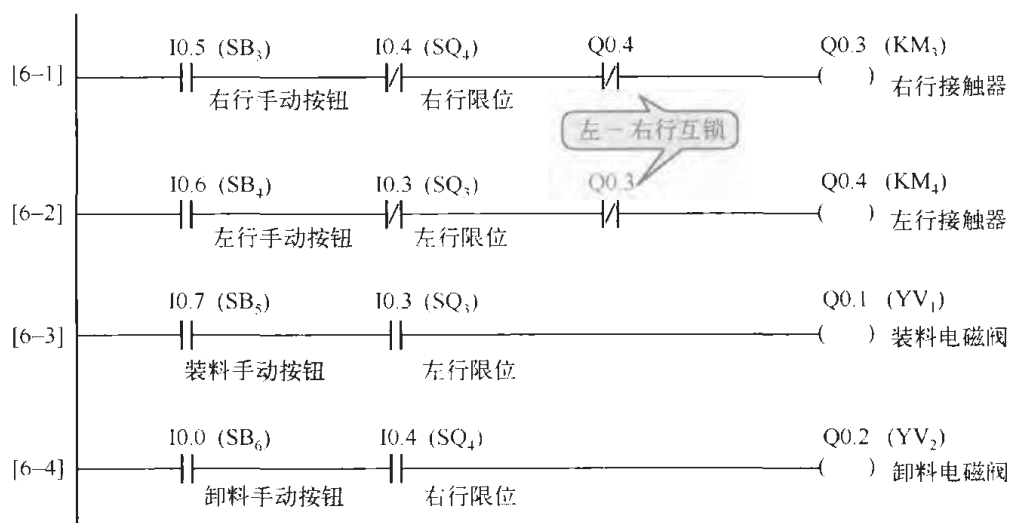 I0.5 (SB₃) I0.4 (SQ₄) Q0.4 Q0.3 (KM₃)
[6-1] 右行手动按钮 右行限位 ( ) 右行接触器
左-右行互锁
I0.6 (SB₄) I0.3 (SQ₃) Q0.3 Q0.4 (KM₄)
[6-2] 左行手动按钮 左行限位 ( ) 左行接触器
I0.7 (SB₅) I0.3 (SQ₃) Q0.1 (YV₁)
[6-3] 装料手动按钮 左行限位 ( ) 装料电磁阀
I0.0 (SB₆) I0.4 (SQ₄) Q0.2 (YV₂)
[6-4] 卸料手动按钮 右行限位 ( ) 卸料电磁阀